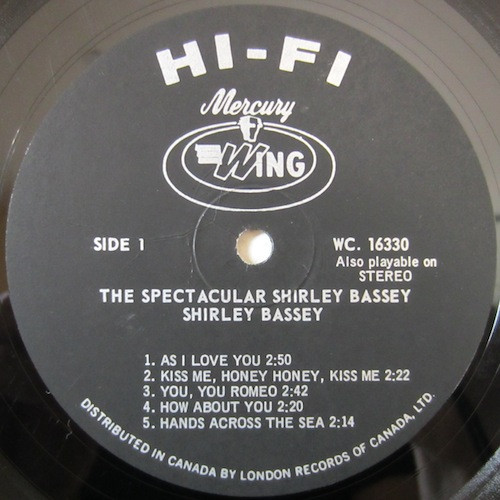 HI-FI
Mercury
WING
SIDE 1
WC. 16330
Also playable on
STEREO
THE SPECTACULAR SHIRLEY BASSEY
SHIRLEY BASSEY
1. AS I LOVE YOU 2:50
2. KISS ME, HONEY HONEY, KISS ME 2:22
3. YOU, YOU ROMEO 2:42
4. HOW ABOUT YOU 2:20
5. HANDS ACROSS THE SEA 2:14
DISTRIBUTED IN CANADA BY LONDON RECORDS OF CANADA, LTD.